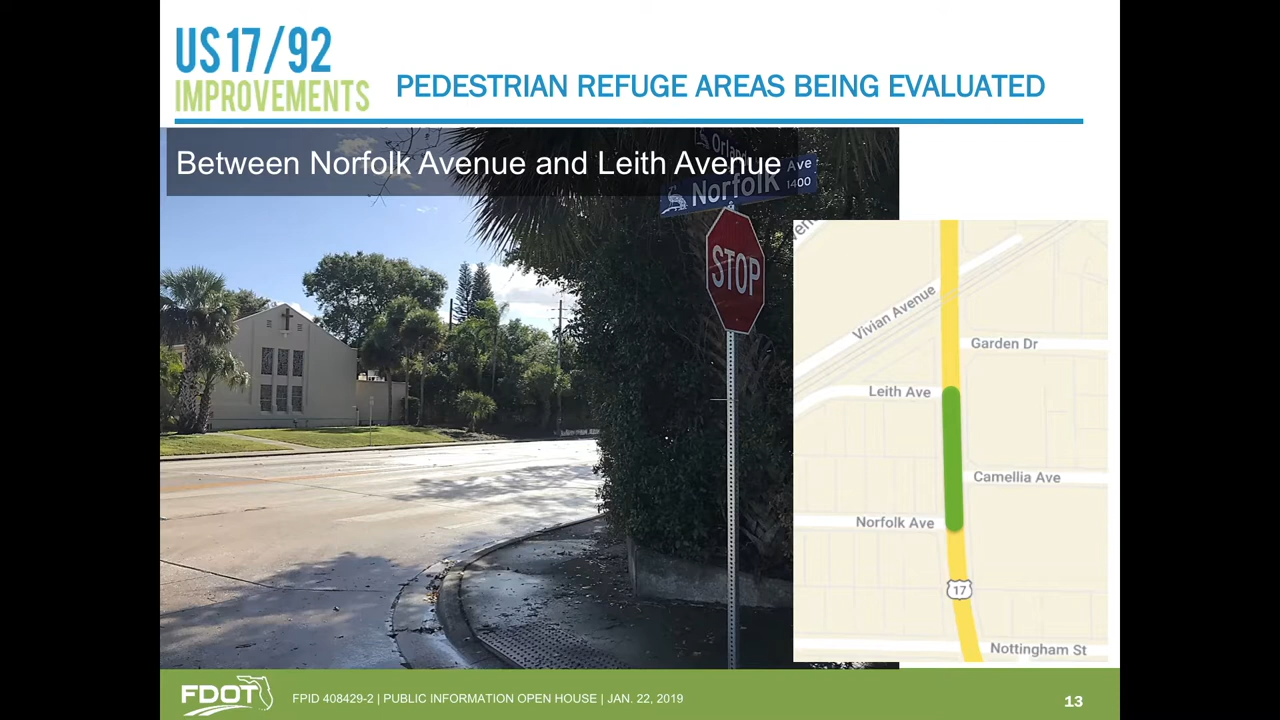 US17/92
IMPROVEMENTS
PEDESTRIAN REFUGE AREAS BEING EVALUATED
Between Norfolk Avenue and Leith Avenue
Ave
Norfolk
1400
STOP
Vivian Avenue
Garden Dr
Leith Ave
Camellia Ave
Norfolk Ave
17
Nottingham St
FDOT
FPID 408429-2 | PUBLIC INFORMATION OPEN HOUSE | JAN. 22, 2019
13